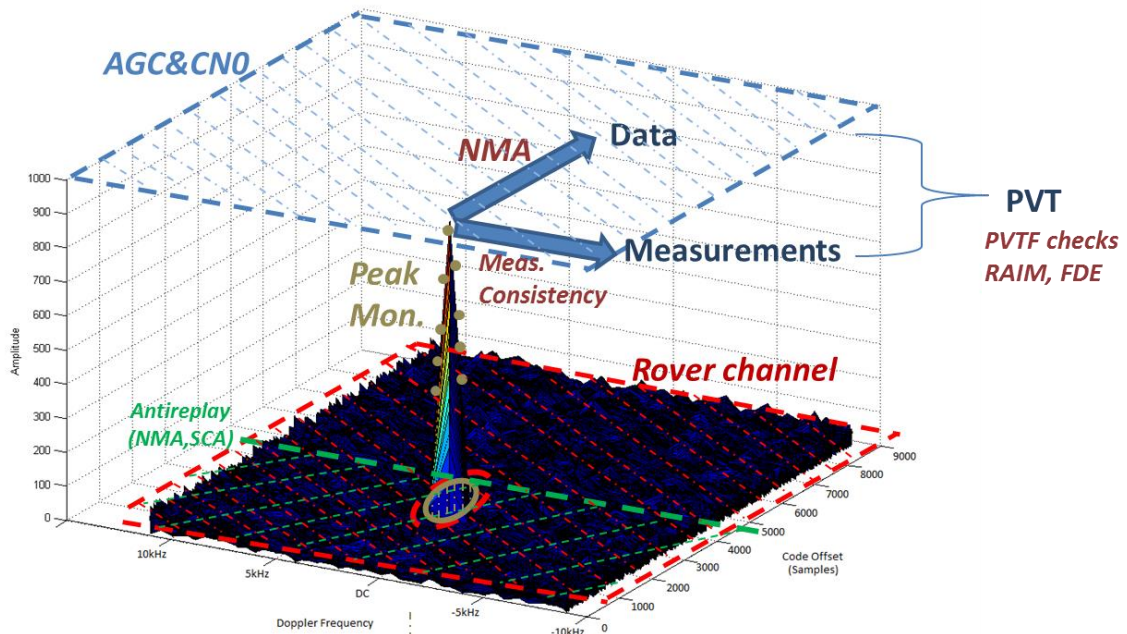 AGC&CN0
NMA
Data
Measurements
Meas.
Consistency
PVT
PVTF checks
RAIM, FDE
Peak
Mon.
Rover channel
Antireplay
(NMA,SCA)
Amplitude
1000
900
800
700
600
500
400
300
200
100
0
10kHz
5kHz
DC
-5kHz
-10kHz
Doppler Frequency
0
1000
2000
3000
4000
5000
6000
7000
8000
9000
Code Offset
(Samples)